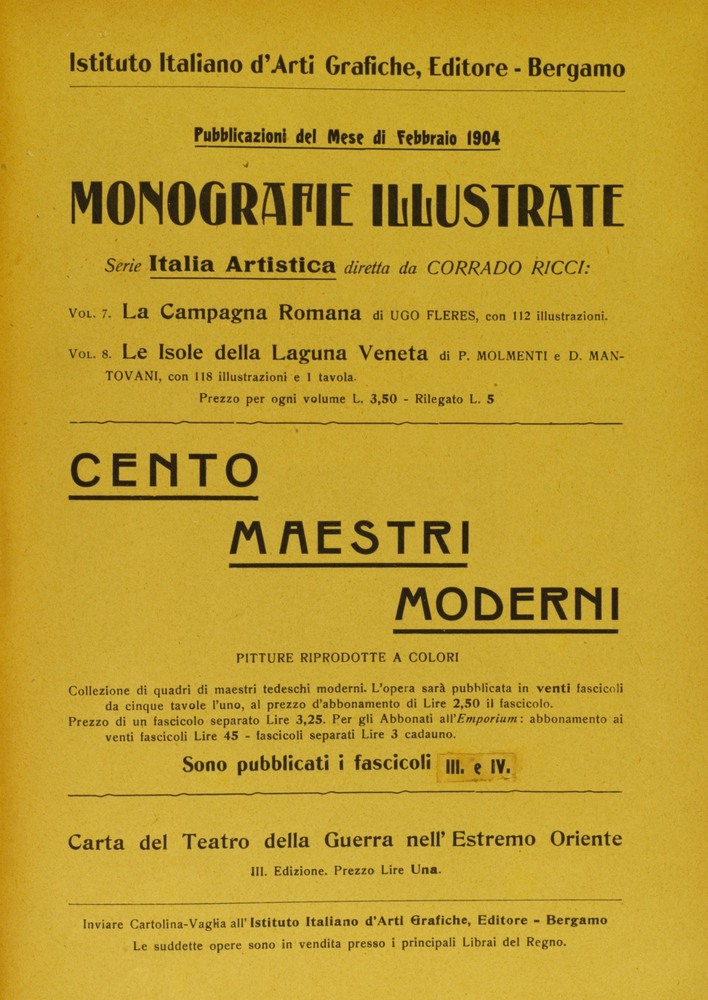 Istituto Italiano d'Arti Grafiche, Editore - Bergamo
Pubblicazioni del Mese di Febbraio 1904
MONOGRAFIE ILLUSTRATE
Serie Italia Artistica diretta da CORRADO RICCI:
VOL. 7. La Campagna Romana di UGO FLERES, con 112 illustrazioni.
VOL. 8. Le Isole della Laguna Veneta di P. MOLMENTI e D. MAN-
TOVANI, con 118 illustrazioni e 1 tavola.
Prezzo per ogni volume L. 3,50 - Rilegato L. 5
CENTO
MAESTRI
MODERNI
PITTURE RIPRODOTTE A COLORI
Collezione di quadri di maestri tedeschi moderni. L'opera sarà pubblicata in venti fascicoli
da cinque tavole l'uno, al prezzo d'abbonamento di Lire 2,50 il fascicolo.
Prezzo di un fascicolo separato Lire 3,25. Per gli Abbonati all'Emporium: abbonamento ai
venti fascicoli Lire 45 - fascicoli separati Lire 3 cadauno.
Sono pubblicati i fascicoli III. e IV.
Carta del Teatro della Guerra nell'Estremo Oriente
III. Edizione. Prezzo Lire Una.
Inviare Cartolina-Vaglia all'Istituto Italiano d'Arti Grafiche, Editore - Bergamo
Le suddette opere sono in vendita presso i principali Librai del Regno.